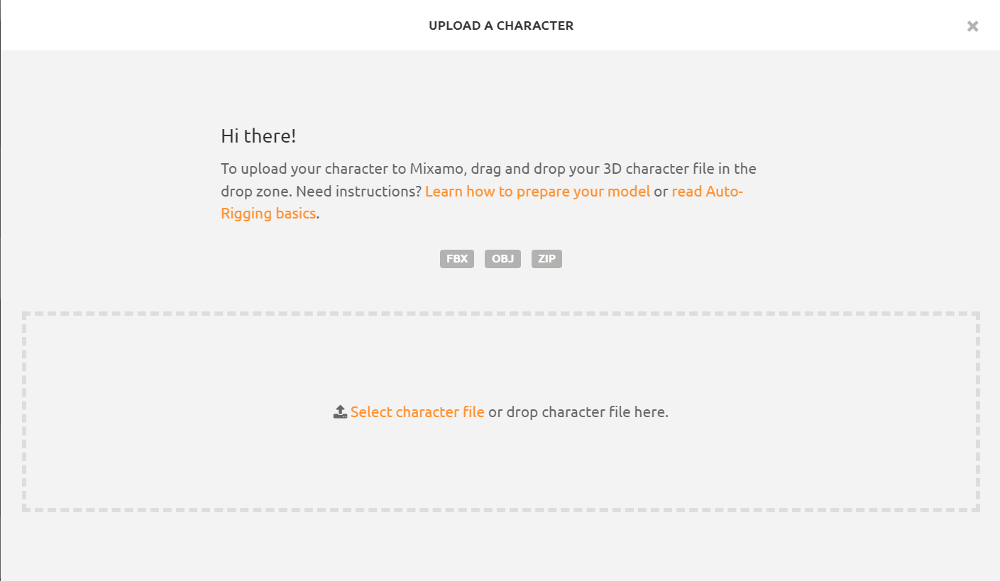 UPLOAD A CHARACTER
Hi there!
To upload your character to Mixamo, drag and drop your 3D character file in the
drop zone. Need instructions? Learn how to prepare your model or read Auto-
Rigging basics.
FBX OBJ ZIP
Select character file or drop character file here.